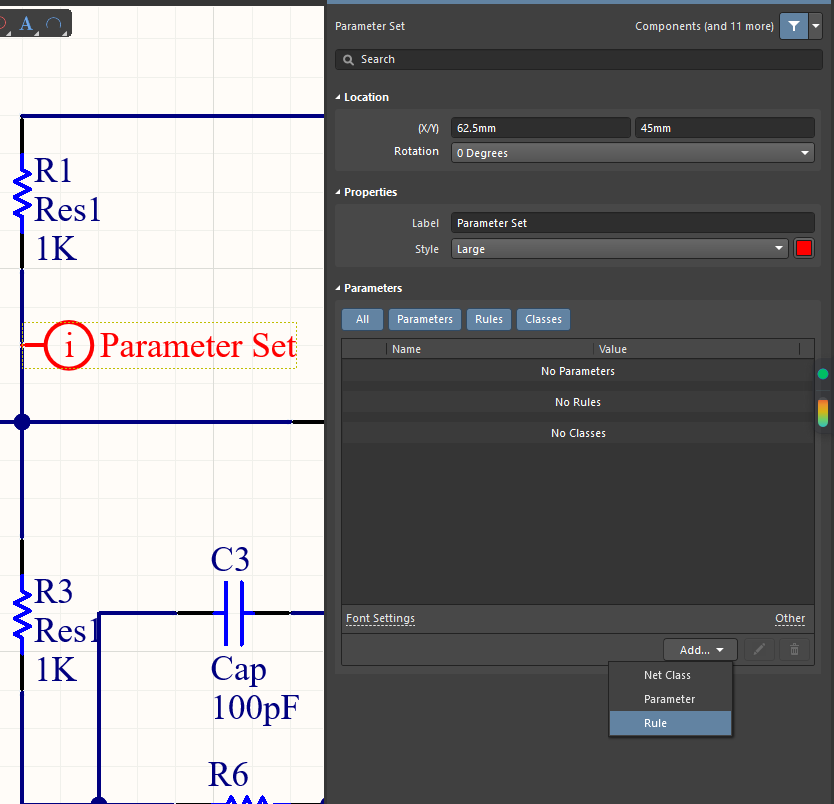 A
Parameter Set
Components (and 11 more)
Search
Location
(X/Y)
62.5mm
45mm
Rotation
0 Degrees
Properties
Label
Parameter Set
Style
Large
Parameters
All
Parameters
Rules
Classes
Name
Value
No Parameters
No Rules
No Classes
Font Settings
Other
Add...
Net Class
Parameter
Rule
R1
Res1
1K
i Parameter Set
R3
Res1
1K
C3
Cap
100pF
R6